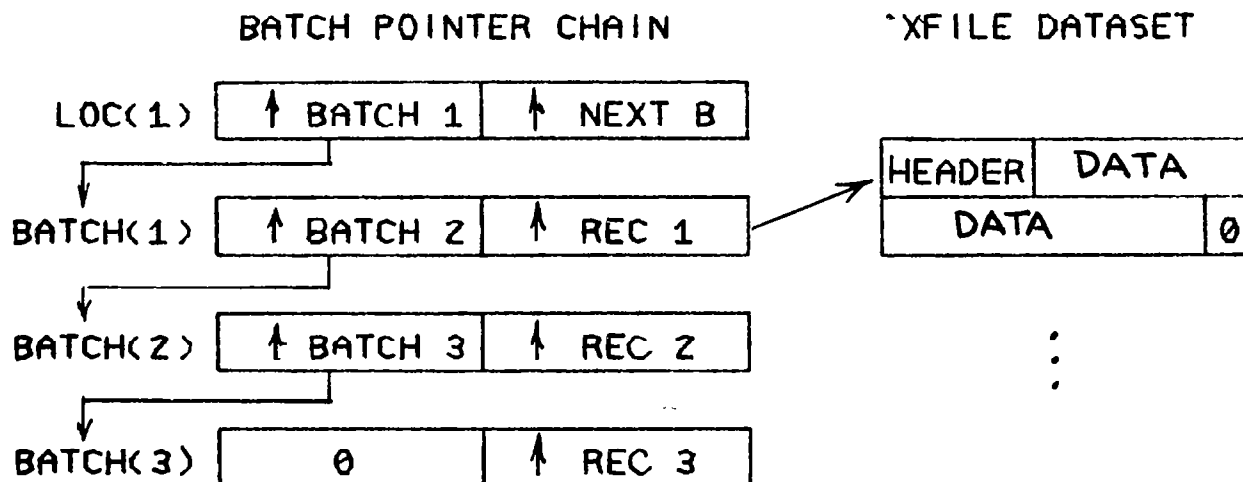 BATCH POINTER CHAIN
XFILE DATASET
LOC(1) ↑ BATCH 1 ↑ NEXT B
HEADER DATA
BATCH(1) ↑ BATCH 2 ↑ REC 1
DATA 0
BATCH(2) ↑ BATCH 3 ↑ REC 2
BATCH(3) 0 ↑ REC 3